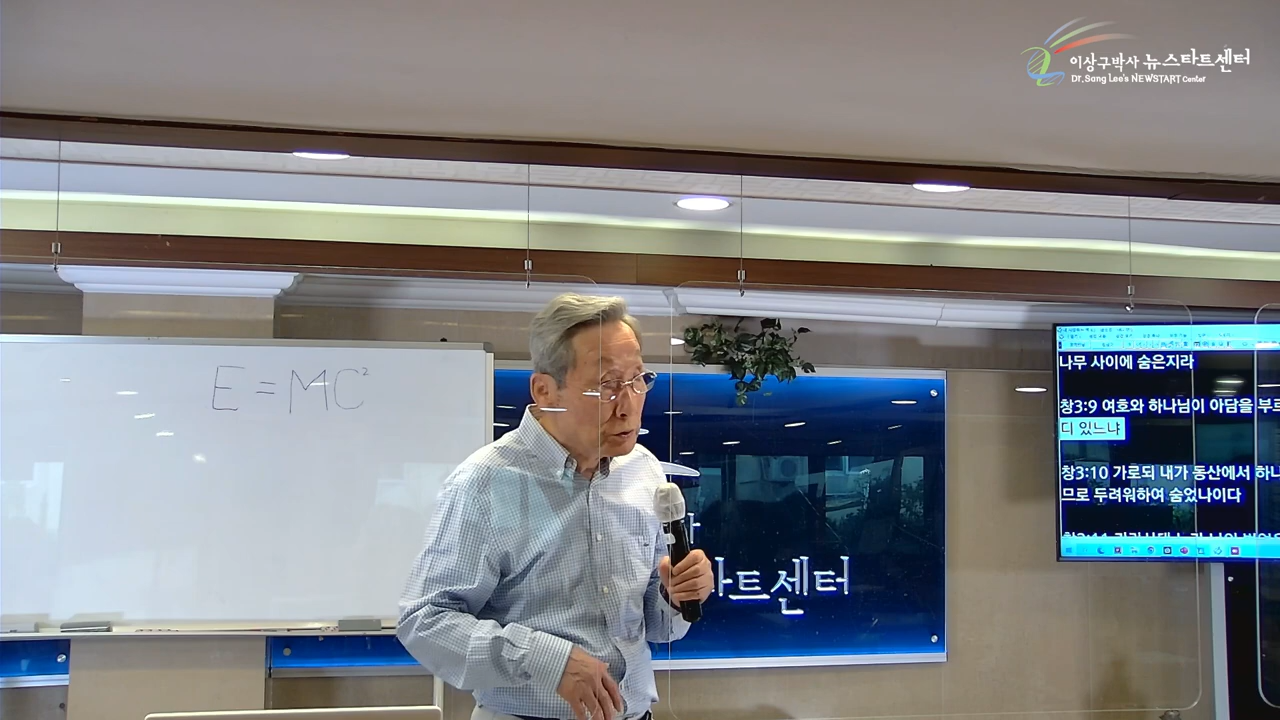 이상구박사 뉴스타트센터
Dr. Sang Lee's NEWSTART Center
E = MC²
나무 사이에 숨은지라
창3:9 여호와 하나님이 아담을
디 있느냐
창3:10 가로되 내가 동산에서 하나
므로 두려워하여 숨었나이다
타트센터